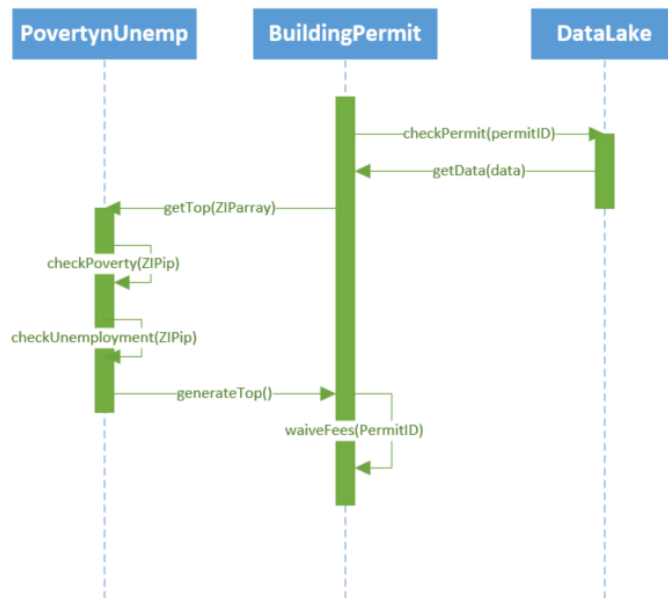 PovertynUnemp
BuildingPermit
DataLake
checkPermit(permitID)
getData(data)
getTop(ZIParray)
checkPoverty(ZIPip)
checkUnemployment(ZIPip)
generateTop()
waiveFees(PermitID)